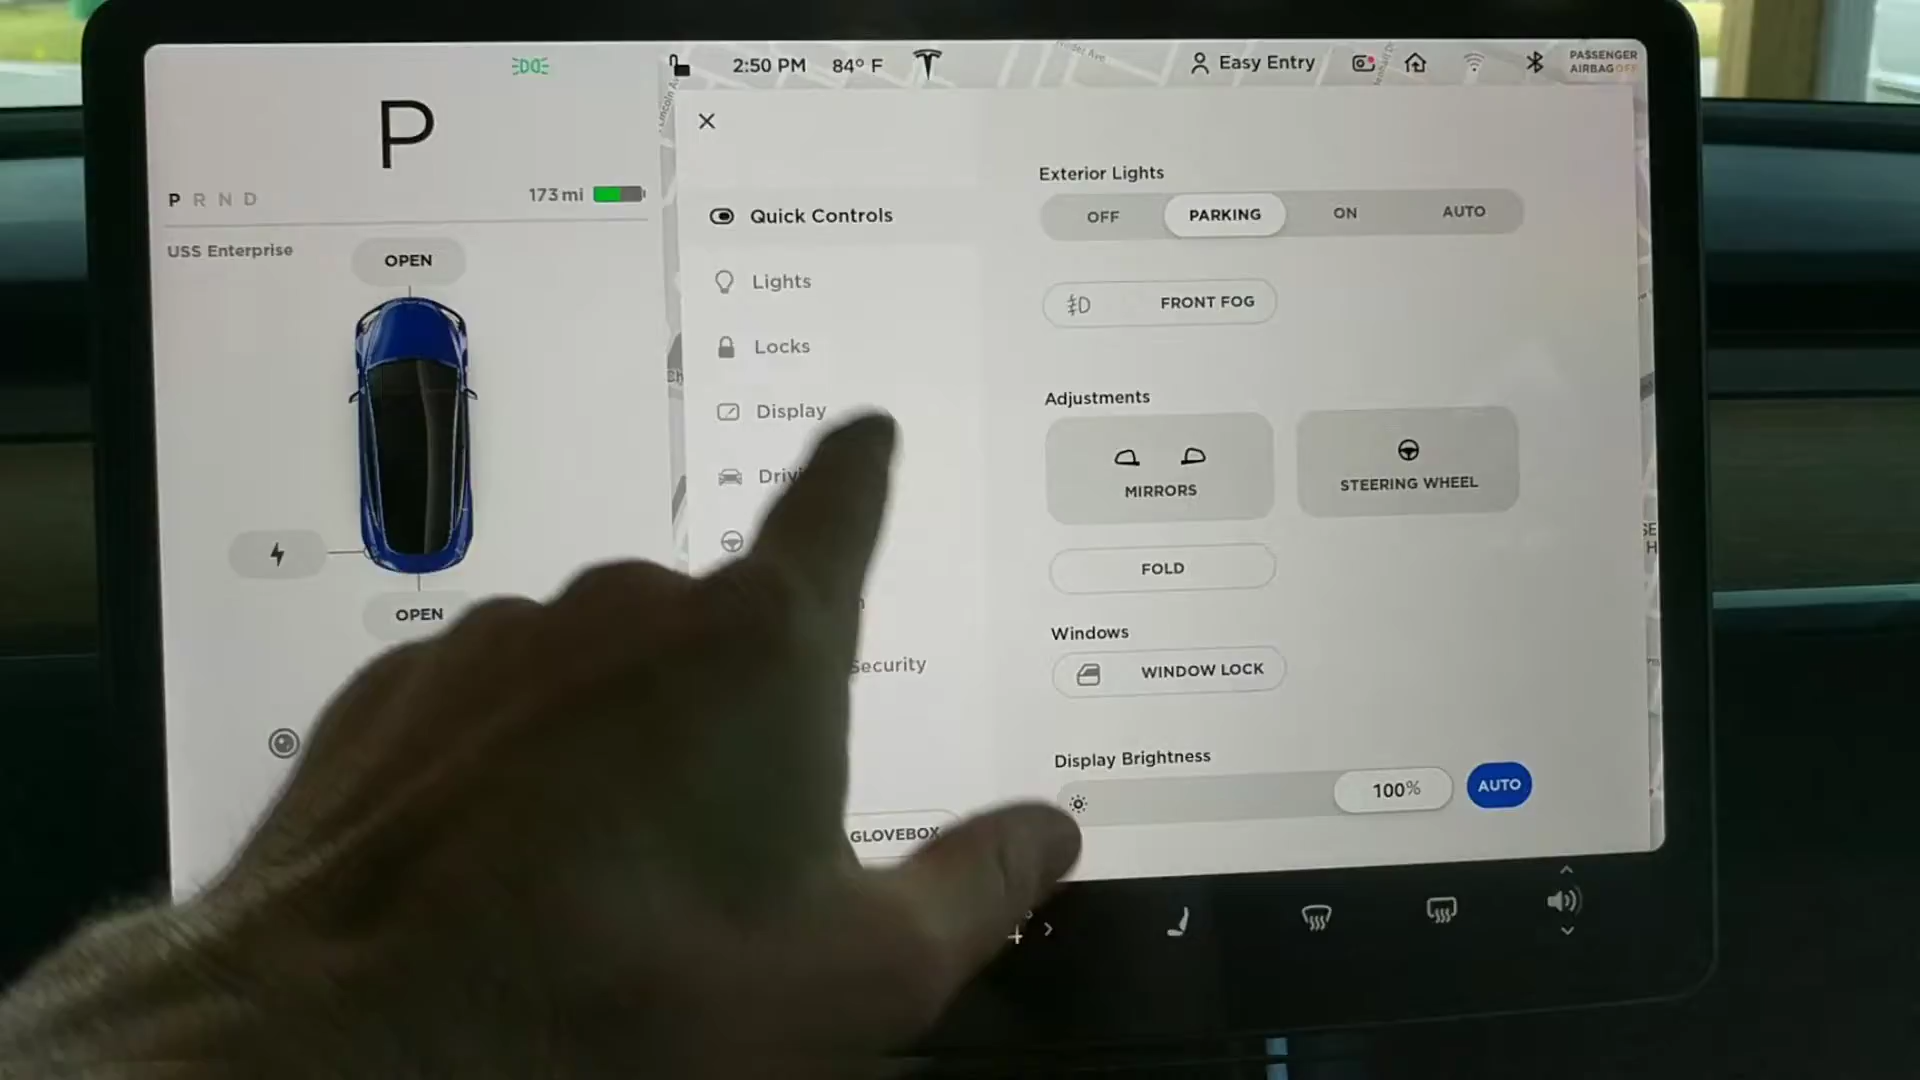 2:50 PM 84° F
Easy Entry
PASSENGER
AIRBAG OFF
P
P R N D
173 mi
USS Enterprise
OPEN
OPEN
Quick Controls
Lights
Locks
Display
Security
GLOVEBOX
Exterior Lights
OFF PARKING ON AUTO
FRONT FOG
Adjustments
MIRRORS
STEERING WHEEL
FOLD
Windows
WINDOW LOCK
Display Brightness
100% AUTO